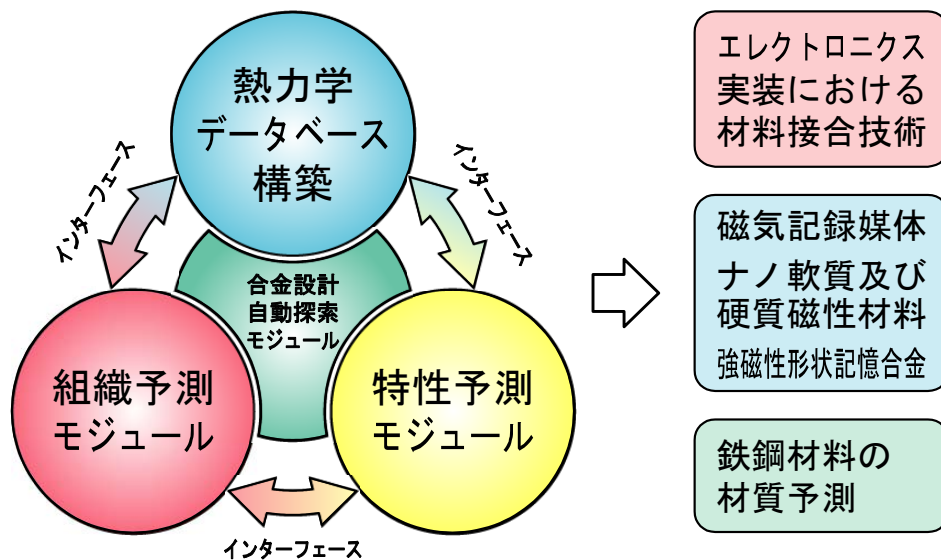 熱力学
データベース
構築
インターフェース
インターフェース
合金設計
自動探索
モジュール
組織予測
モジュール
特性予測
モジュール
インターフェース
エレクトロニクス
実装における
材料接合技術
磁気記録媒体
ナノ軟質及び
硬質磁性材料
強磁性形状記憶合金
鉄鋼材料の
材質予測